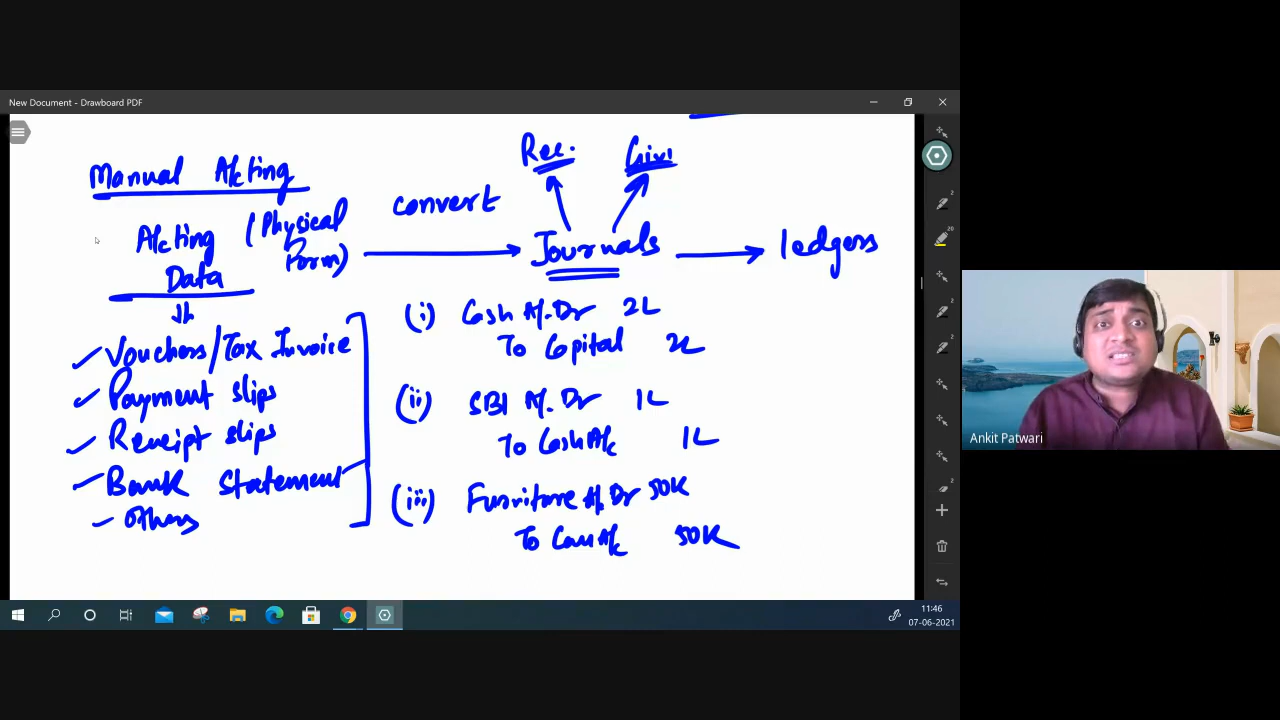 New Document - Drawboard PDF
Rec. Givi
Manual A/cting
convert
A/cting (Physical Form)
Data
Journals
ledgers
Vouchers/Tax Invoice
Payment slips
Receipt slips
Bank Statement
Others
(i) Cash A/. Dr 2L
To Capital 2L
(ii) SBI A/. Dr 1L
To Cash A/c 1L
(iii) Furniture A/. Dr 50K
To Cash A/c 50K
Ankit Patwari
11:46
07-06-2021